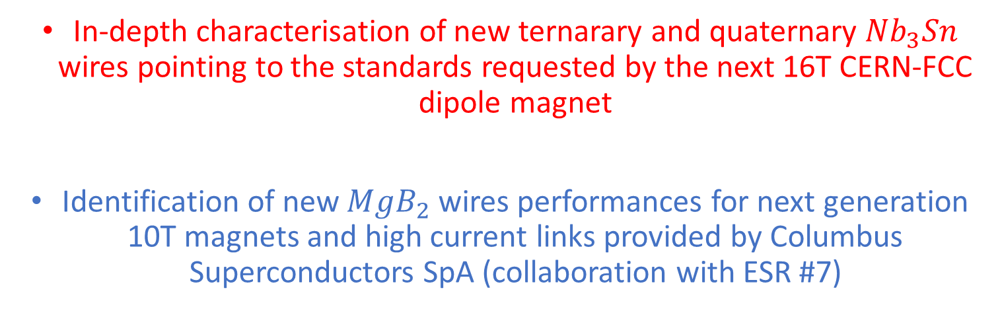 • In-depth characterisation of new ternarary and quaternary Nb₃Sn
wires pointing to the standards requested by the next 16T CERN-FCC
dipole magnet
• Identification of new MgB₂ wires performances for next generation
10T magnets and high current links provided by Columbus
Superconductors SpA (collaboration with ESR #7)